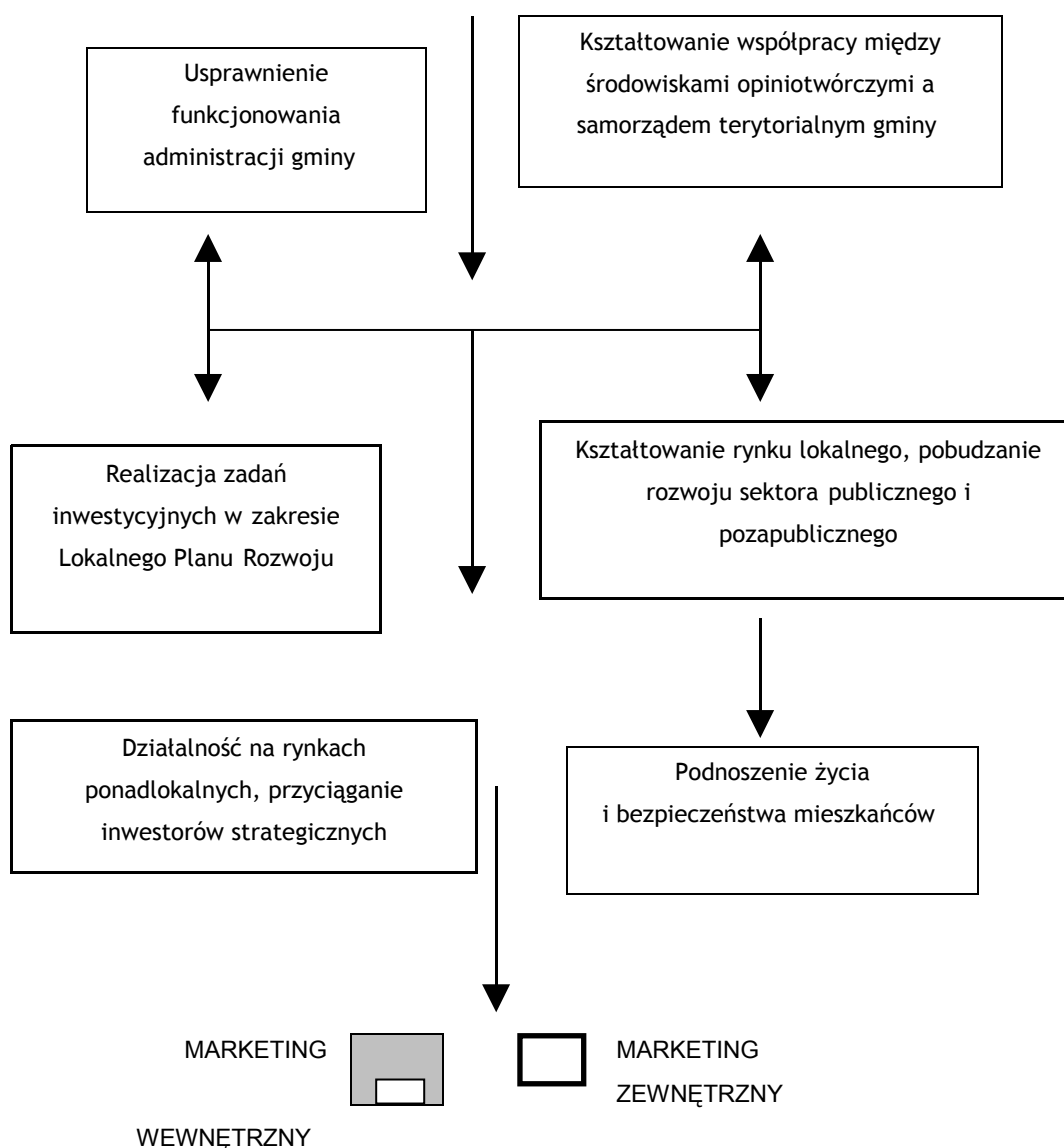 Usprawnienie
funkcjonowania
administracji gminy
Kształtowanie współpracy między
środowiskami opiniotwórczymi a
samorządem terytorialnym gminy
Realizacja zadań
inwestycyjnych w zakresie
Lokalnego Planu Rozwoju
Kształtowanie rynku lokalnego, pobudzanie
rozwoju sektora publicznego i
pozapublicznego
Działalność na rynkach
ponadlokalnych, przyciąganie
inwestorów strategicznych
Podnoszenie życia
i bezpieczeństwa mieszkańców
MARKETING
WEWNĘTRZNY
MARKETING
ZEWNĘTRZNY